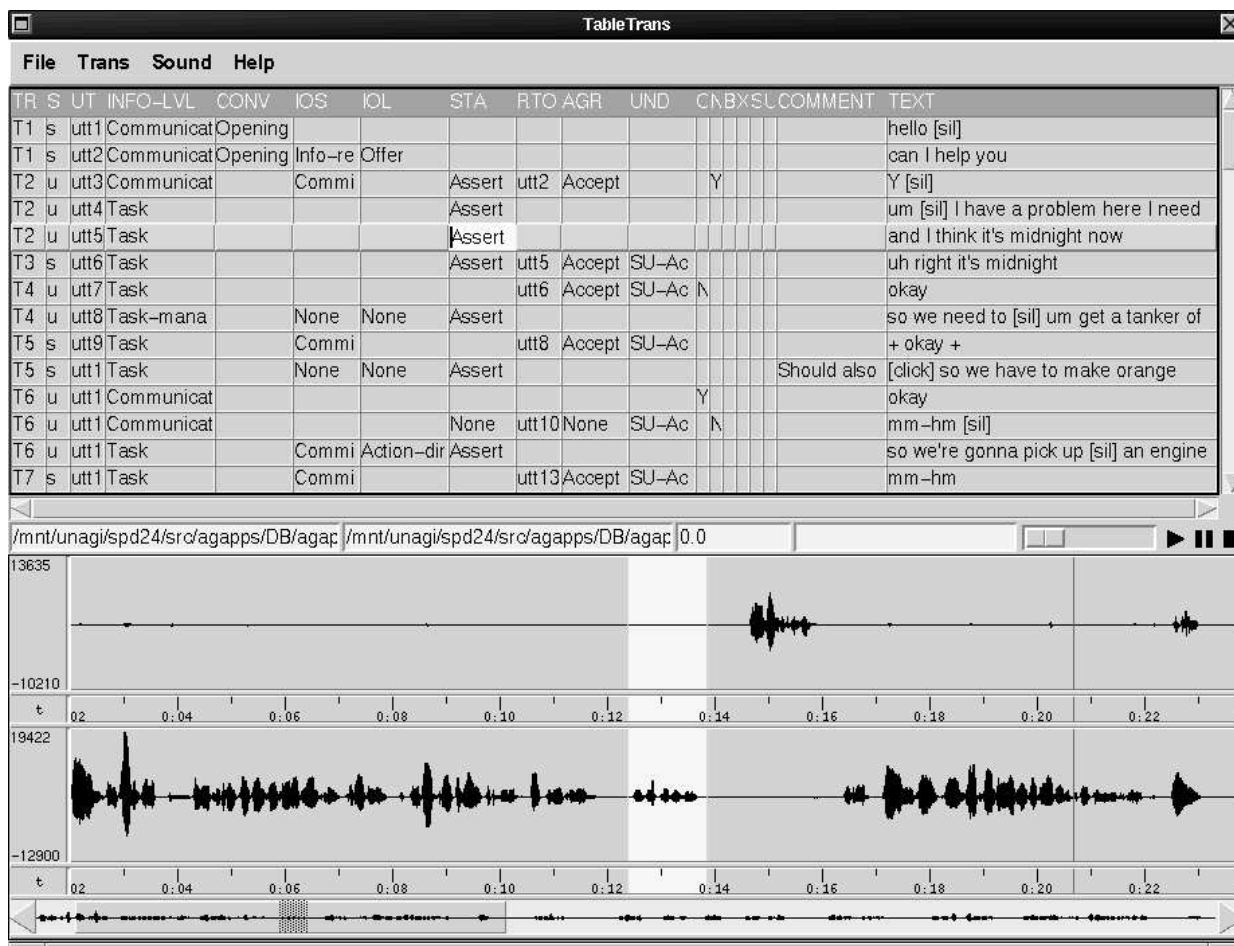 TableTrans
File Trans Sound Help
TR S UT INFO-LVL CONV IOS IOL STA RTO AGR UND C N B X S U COMMENT TEXT
T1 s utt1 Communicat Opening hello [sil]
T1 s utt2 Communicat Opening Info-re Offer can I help you
T2 u utt3 Communicat Commi Assert utt2 Accept Y Y [sil]
T2 u utt4 Task Assert um [sil] I have a problem here I need
T2 u utt5 Task Assert and I think it's midnight now
T3 s utt6 Task Assert utt5 Accept SU-Ac uh right it's midnight
T4 u utt7 Task utt6 Accept SU-Ac N okay
T4 u utt8 Task-mana None None Assert so we need to [sil] um get a tanker of
T5 s utt9 Task Commi utt8 Accept SU-Ac + okay +
T5 s utt1 Task None None Assert Should also [click] so we have to make orange
T6 u utt1 Communicat Y okay
T6 u utt1 Communicat None utt10 None SU-Ac N mm-hm [sil]
T6 u utt1 Task Commi Action-dir Assert so we're gonna pick up [sil] an engine
T7 s utt1 Task Commi utt13 Accept SU-Ac mm-hm
/mnt/unagi/spd24/src/agapps/DB/agap /mnt/unagi/spd24/src/agapps/DB/agap 0.0
13635
-10210
t 02 0:04 0:06 0:08 0:10 0:12 0:14 0:16 0:18 0:20 0:22
19422
-12900
t 02 0:04 0:06 0:08 0:10 0:12 0:14 0:16 0:18 0:20 0:22